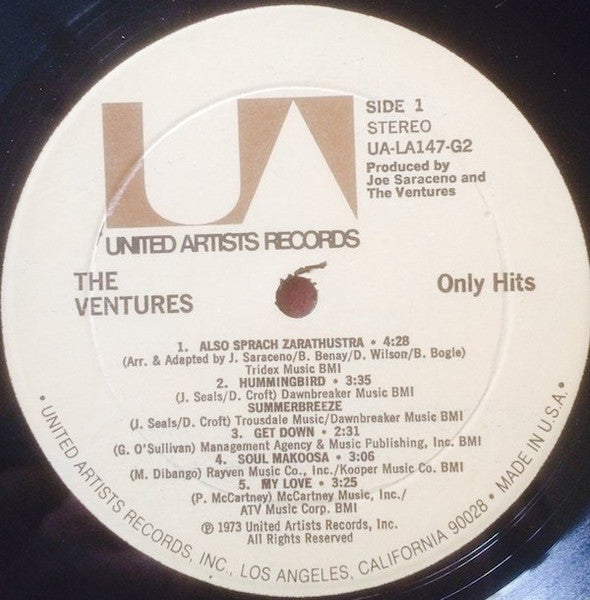 UA
UNITED ARTISTS RECORDS
SIDE 1
STEREO
UA-LA147-G2
Produced by
Joe Saraceno and
The Ventures
THE
VENTURES
Only Hits
1. ALSO SPRACH ZARATHUSTRA • 4:28
(Arr. & Adapted by J. Saraceno/B. Benay/D. Wilson/B. Bogle)
Tridex Music BMI
2. HUMMINGBIRD • 3:35
(J. Seals/D. Croft) Dawnbreaker Music BMI
SUMMERBREEZE
(J. Seals/D. Croft) Trousdale Music/Dawnbreaker Music BMI
3. GET DOWN • 2:31
(G. O'Sullivan) Management Agency & Music Publishing, Inc. BMI
4. SOUL MAKOOSA • 3:06
(M. Dibango) Rayven Music Co., Inc./Kooper Music Co. BMI
5. MY LOVE • 3:25
(P. McCartney) McCartney Music, Inc./
ATV Music Corp. BMI
℗ 1973 United Artists Records, Inc.
All Rights Reserved
• UNITED ARTISTS RECORDS, INC., LOS ANGELES, CALIFORNIA 90028 • MADE IN U.S.A. •